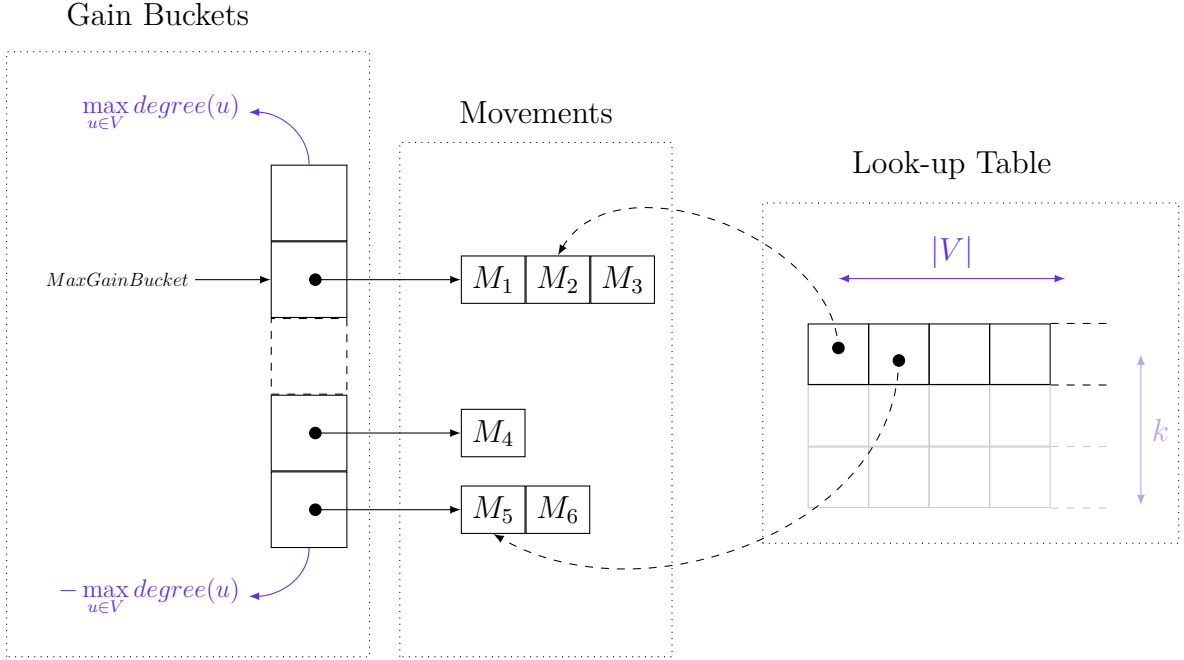 Gain Buckets
max degree(u)
u∈V
MaxGainBucket
− max degree(u)
u∈V
Movements
M₁ M₂ M₃
M₄
M₅ M₆
Look-up Table
|V|
k